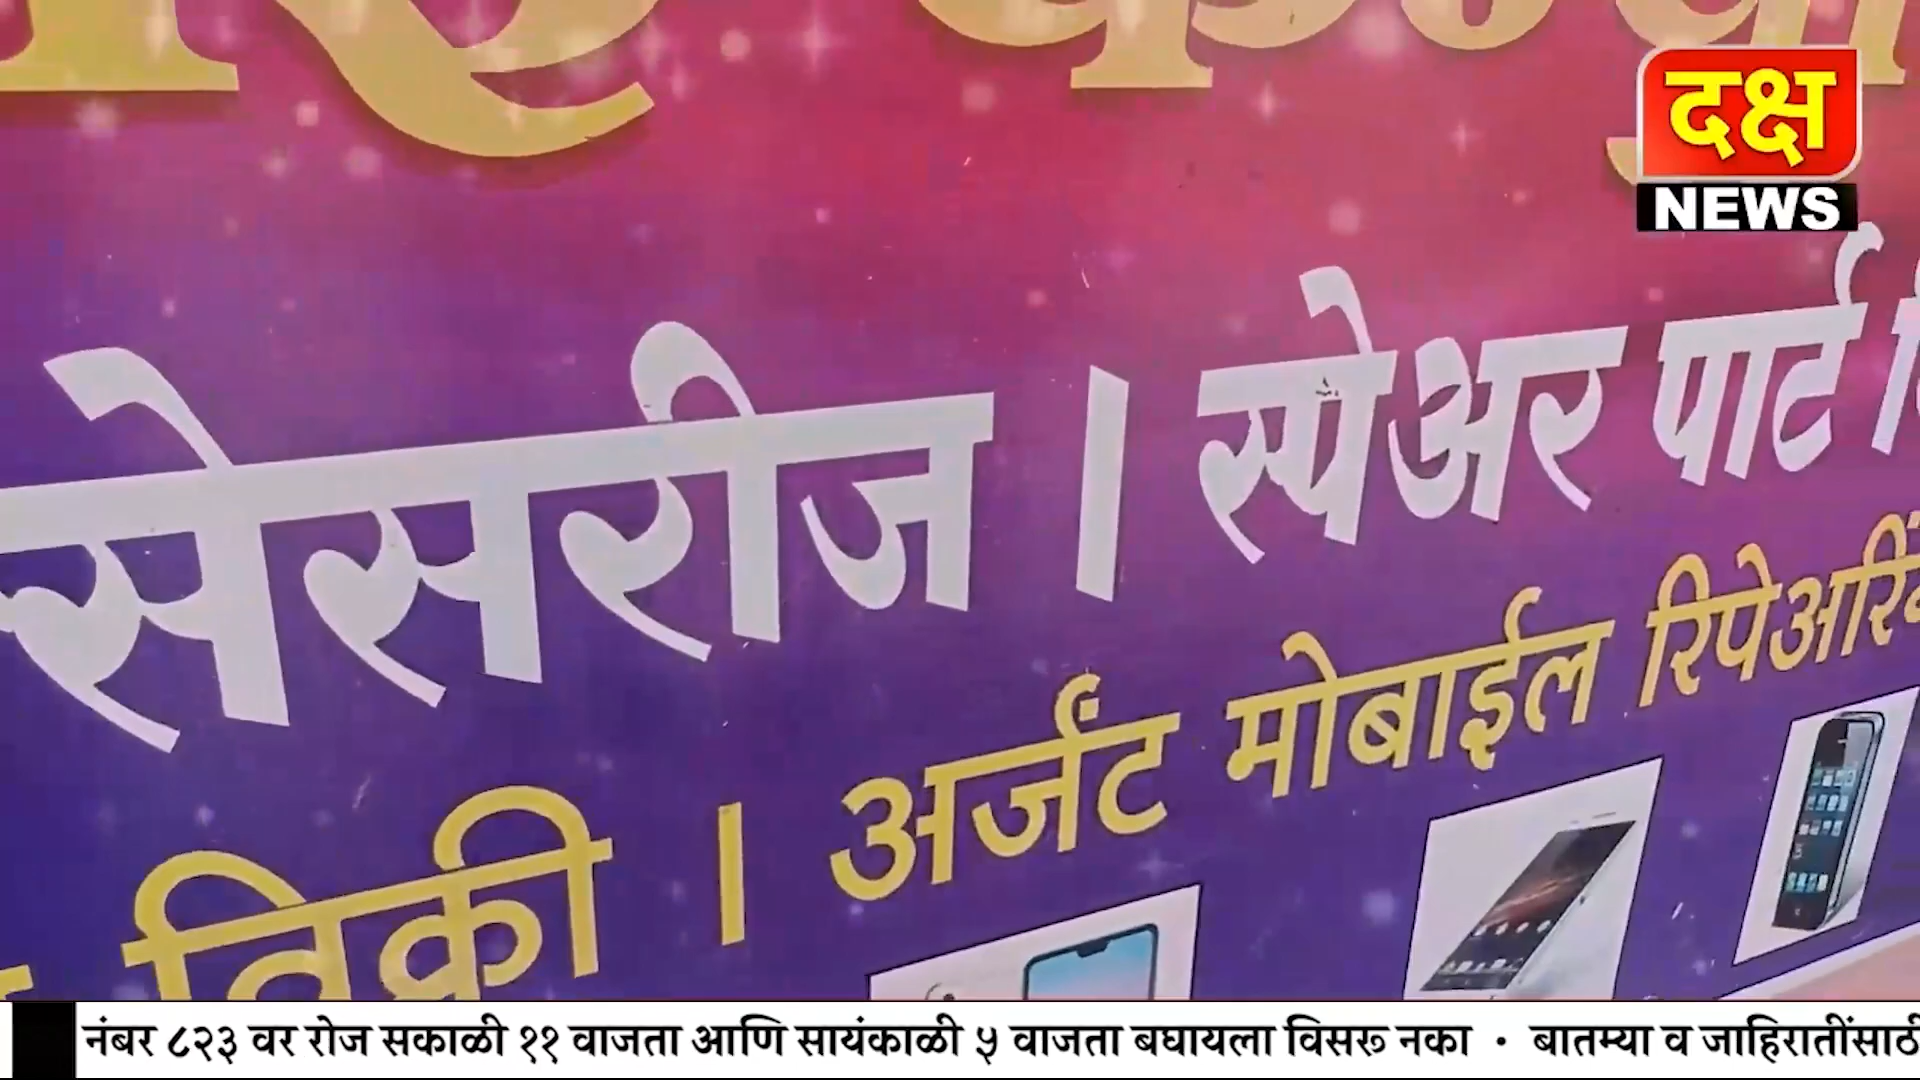 दक्ष
NEWS
सेसरीज । स्पेअर पार्ट
विक्री । अर्जंट मोबाईल रिपेअरिंग
नंबर ८२३ वर रोज सकाळी ११ वाजता आणि सायंकाळी ५ वाजता बघायला विसरू नका • बातम्या व जाहिरातींसाठी